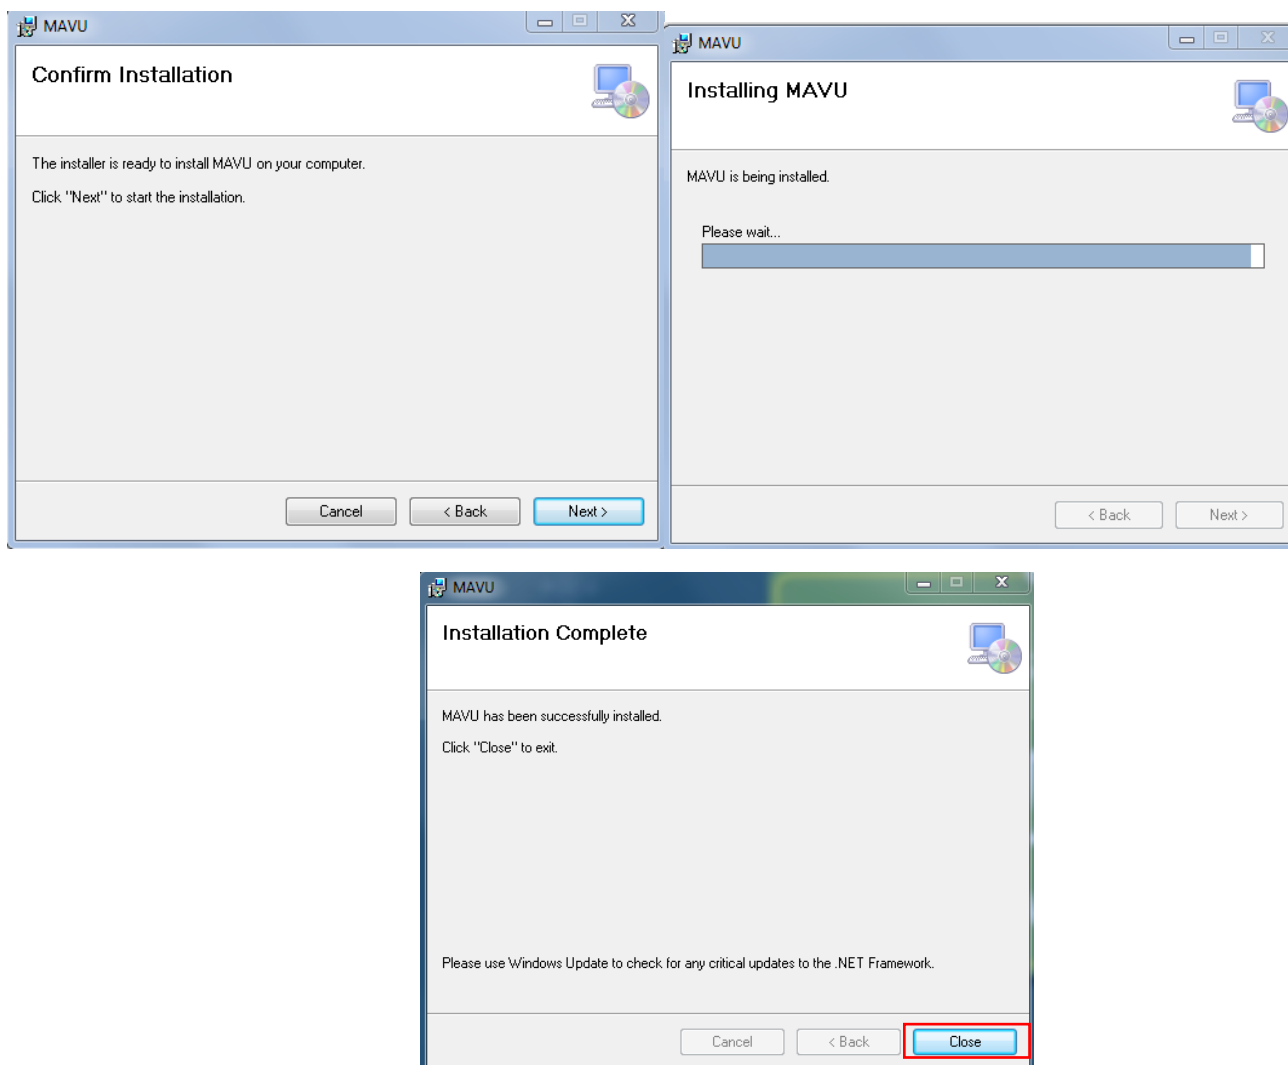 MAVU
Confirm Installation
The installer is ready to install MAVU on your computer.
Click "Next" to start the installation.
Cancel
< Back
Next >
MAVU
Installing MAVU
MAVU is being installed.
Please wait...
< Back
Next >
MAVU
Installation Complete
MAVU has been successfully installed.
Click "Close" to exit.
Please use Windows Update to check for any critical updates to the .NET Framework.
Cancel
< Back
Close